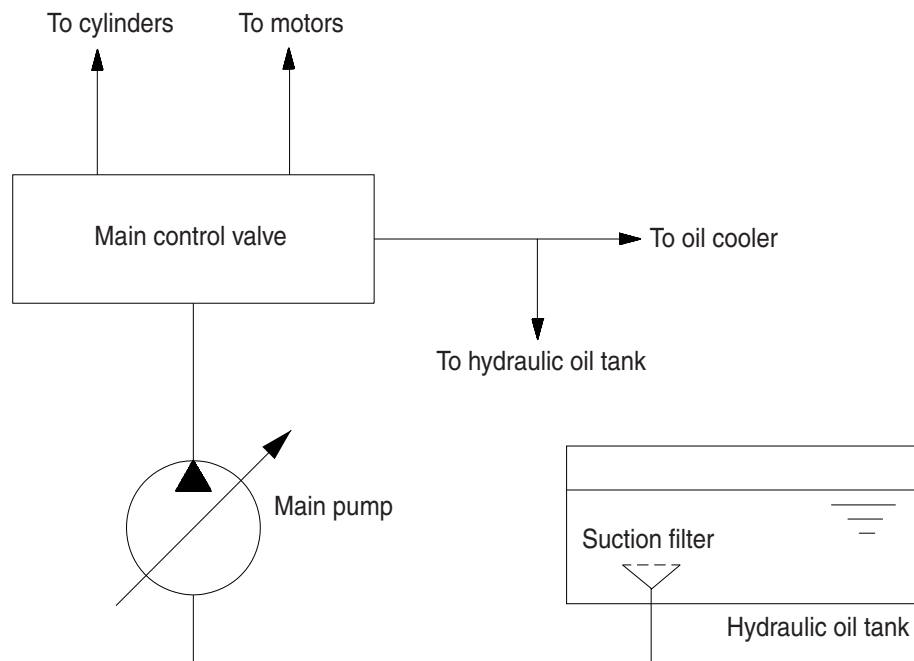 To cylinders
To motors
Main control valve
To oil cooler
To hydraulic oil tank
Main pump
Suction filter
Hydraulic oil tank